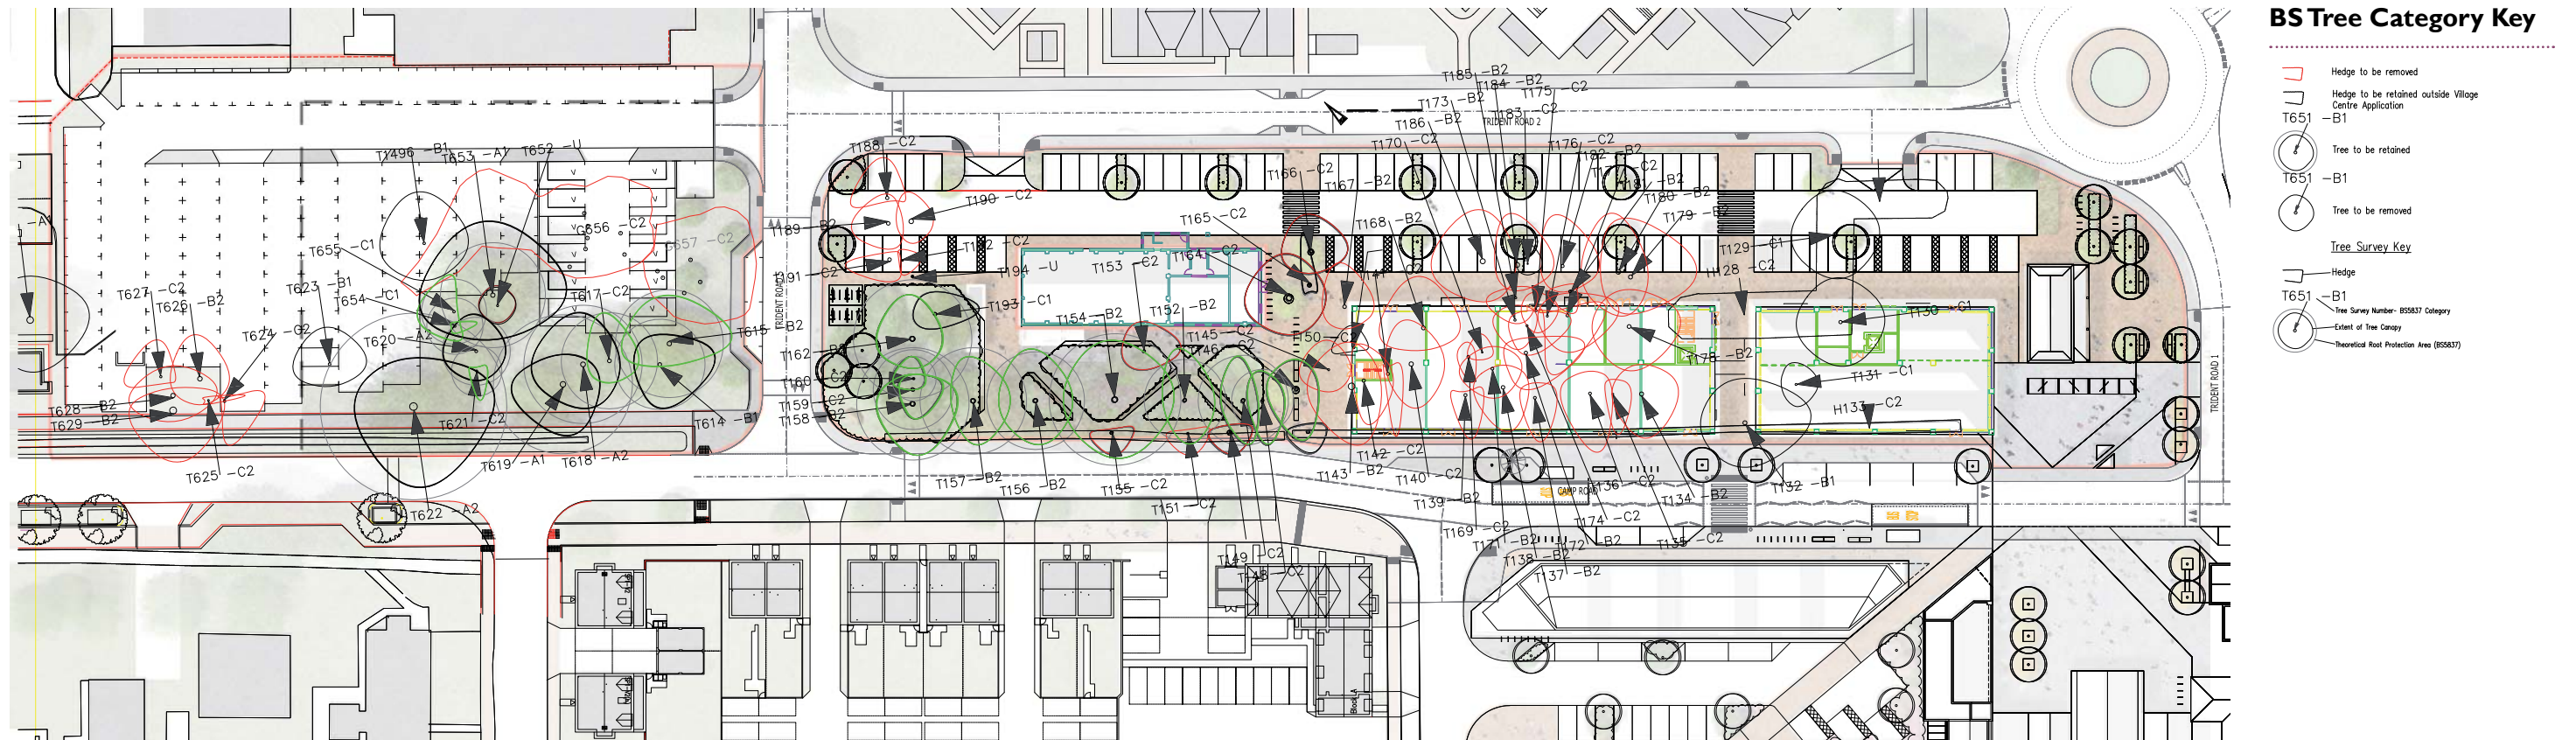 BS Tree Category Key
Hedge to be removed
Hedge to be retained outside Village
Centre Application
T651 –B1
Tree to be retained
T651 –B1
Tree to be removed
Tree Survey Key
Hedge
T651 –B1
Tree Survey Number- BS5837 Category
Extent of Tree Canopy
Theoretical Root Protection Area (BS5837)
T185 –B2
T184 –B2
T175 –C2
T173 –B2
T183 –C2
T186 –B2
TRIDENT ROAD 2
T170 –C2
T176 –C2
T182 –B2
T188 –C2
T1496 –B1
T653 –A1
T652 –U
T166 –C2
T167 –B2
T180 –B2
T190 –C2
T165 –C2
T168 –B2
T179 –B2
–A1
G656 –C2
G657 –C2
T189 –B2
T655 –C1
T129 –C1
T164 –C2
T153 –C2
T194 –U
T191 –C2
H128 –C2
T627 –C2
T626 –B2
T623 –B1
T654 –C1
T617–C2
T193 –C1
T152 –B2
T154 –B2
T130 –C1
T624 –C2
T620 –A2
T615 –B2
T145 –C2
T146 –C2
T150 –C2
T162 –B2
T178 –B2
T131 –C1
TRIDENT ROAD 1
T159 –C2
T158 –B2
H133 –C2
T628 –B2
T629 –B2
T621 –C2
T614 –B1
T619 –A1
T618 –A2
T625 –C2
T142 –C2
T143 –B2
T140 –C2
T157 –B2
T156 –B2
T155 –C2
T151 –C2
T139 –B2
CAMP ROAD
T136 –C2
T134 –B2
T132 –B1
T622 –A2
T169 –C2
T174 –C2
T171 –B2
T172 –B2
T135 –C2
T149 –C2
T148 –C2
T138 –B2
T137 –B2
Block A